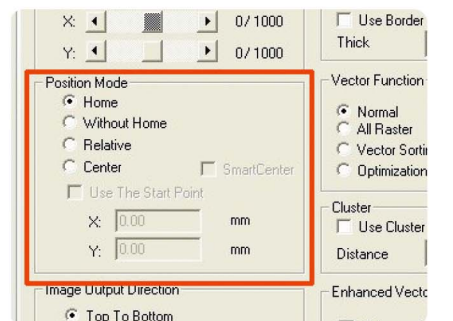 X: 0/ 1000
Y: 0/ 1000
Use Border
Thick
Position Mode
Home
Without Home
Relative
Center
SmartCenter
Use The Start Point
X: 0.00 mm
Y: 0.00 mm
Vector Function
Normal
All Raster
Vector Sortin
Optimization
Cluster
Use Cluster
Distance
Image Output Direction
Top To Bottom
Enhanced Vecto